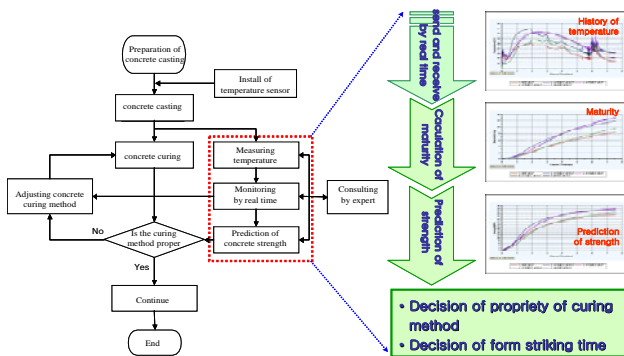 Preparation of
concrete casting
Install of
temperature sensor
concrete casting
concrete curing
Measuring
temperature
Adjusting concrete
curing method
Monitoring
by real time
Consulting
by expert
No
Is the curing
method proper
Prediction of
concrete strength
Yes
Continue
End
send and receive
by real time
Caculation of
maturity
Prediction of
strength
History of
temperature
Maturity
Prediction
of strength
• Decision of propriety of curing
method
• Decision of form striking time